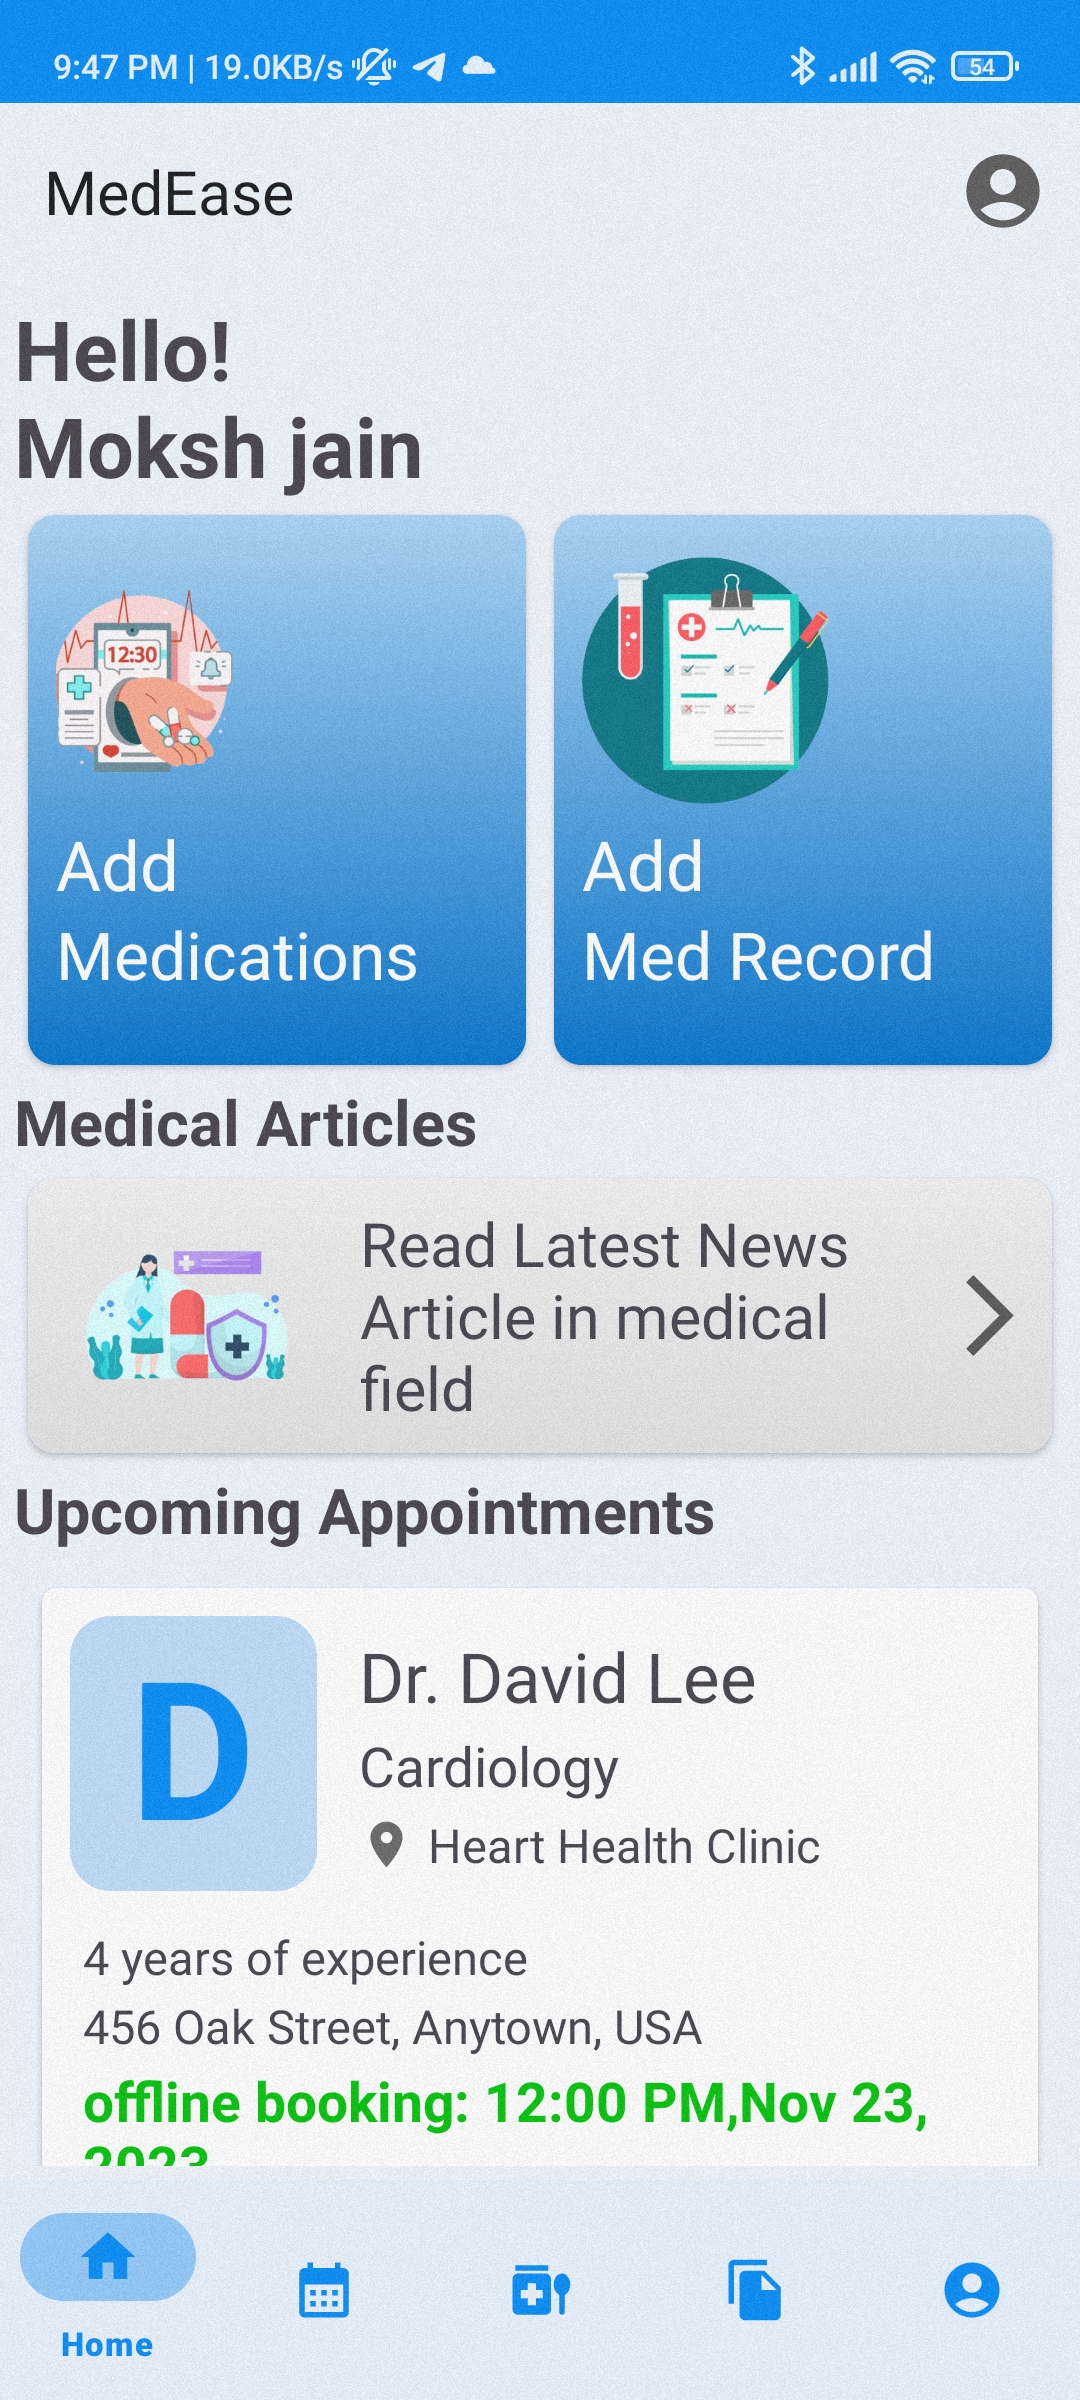 9:47 PM | 19.0KB/s
54
MedEase
Hello!
Moksh jain
12:30
Add
Medications
Add
Med Record
Medical Articles
Read Latest News
Article in medical
field
Upcoming Appointments
D
Dr. David Lee
Cardiology
Heart Health Clinic
4 years of experience
456 Oak Street, Anytown, USA
offline booking: 12:00 PM,Nov 23,
2023
Home